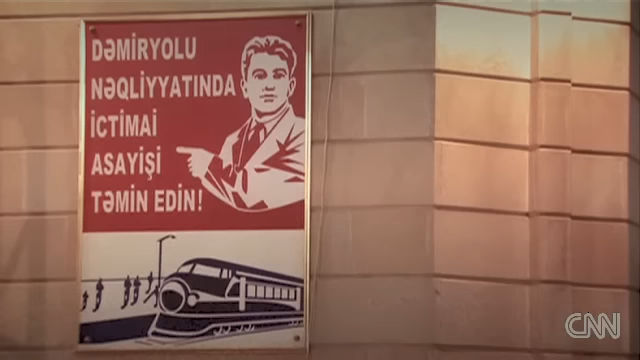 DƏMİRYOLU
NƏQLİYYATINDA
İCTİMAİ
ASAYİŞİ
TƏMİN EDİN!
CNN